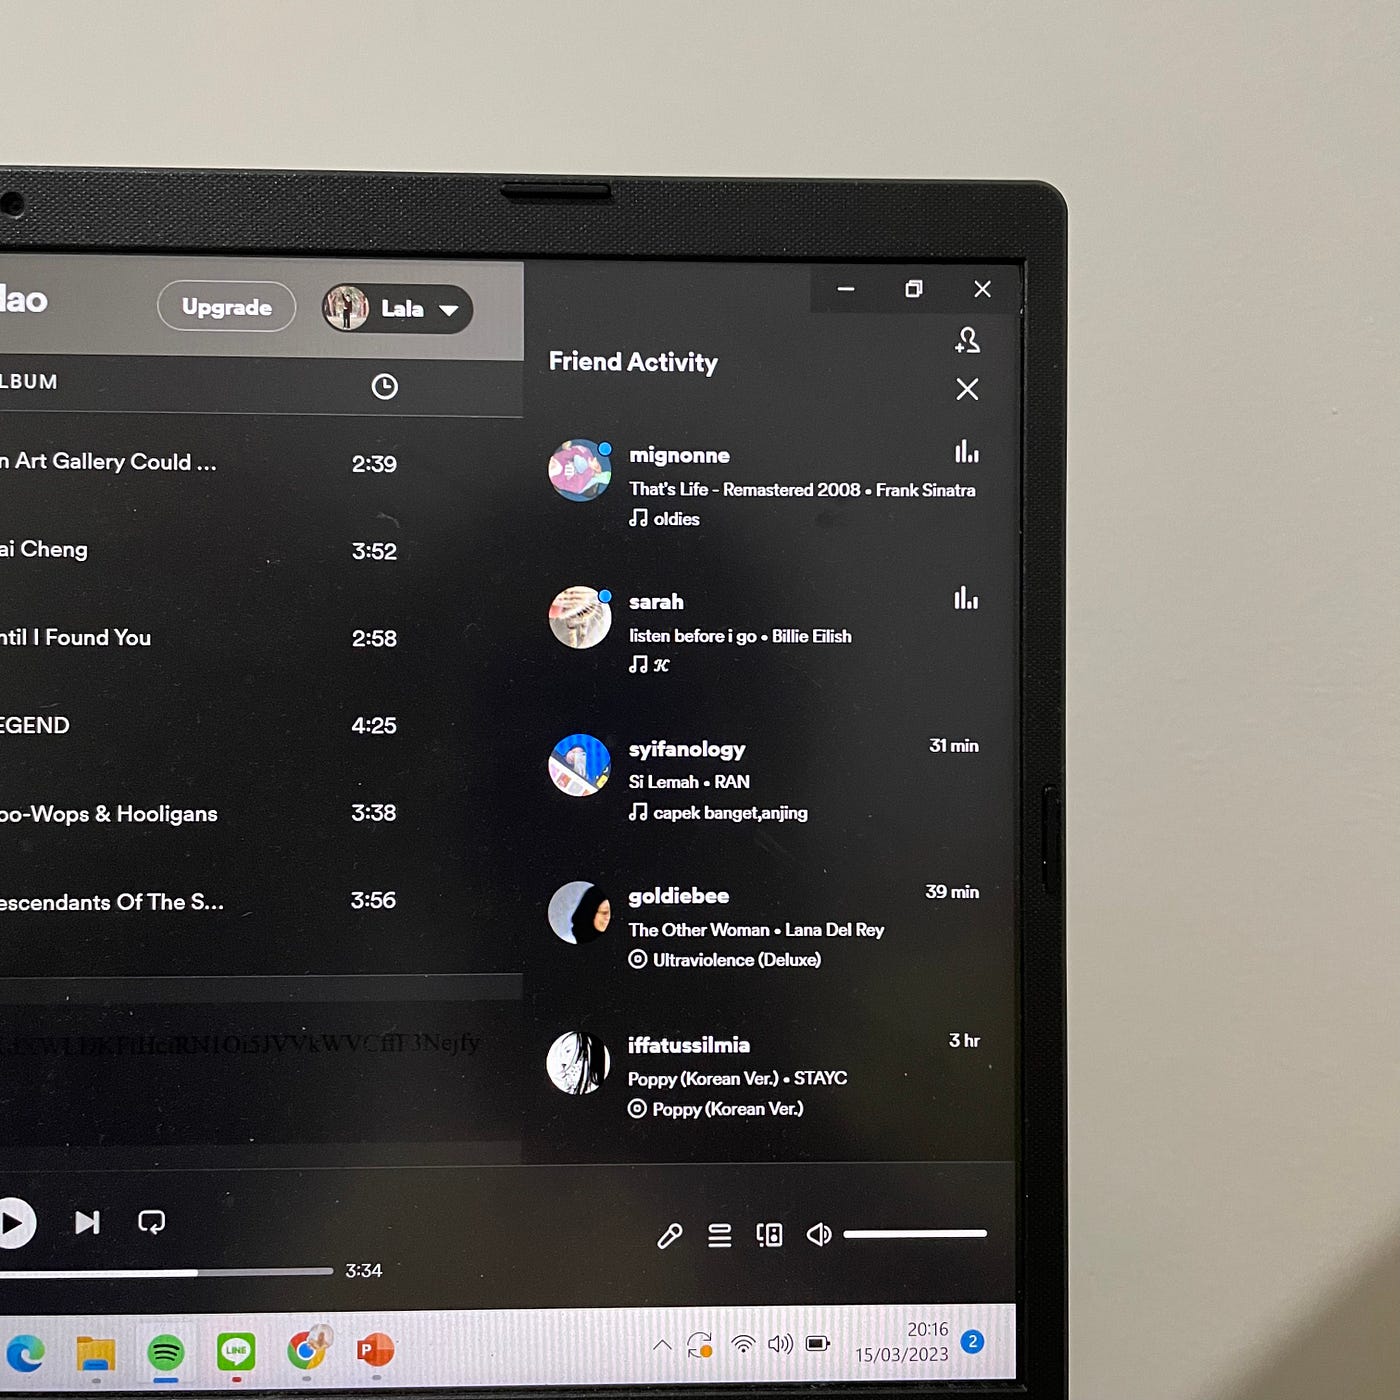 dao
Upgrade
Lala
LBUM
n Art Gallery Could ...
2:39
ai Cheng
3:52
ntil I Found You
2:58
EGEND
4:25
oo-Wops & Hooligans
3:38
escendants Of The S...
3:56
3:34
Friend Activity
mignonne
That's Life - Remastered 2008 • Frank Sinatra
oldies
sarah
listen before i go • Billie Eilish
𝒦
syifanology
31 min
Si Lemah • RAN
capek banget,anjing
goldiebee
39 min
The Other Woman • Lana Del Rey
Ultraviolence (Deluxe)
iffatussilmia
3 hr
Poppy (Korean Ver.) • STAYC
Poppy (Korean Ver.)
LINE
P
20:16
15/03/2023
2